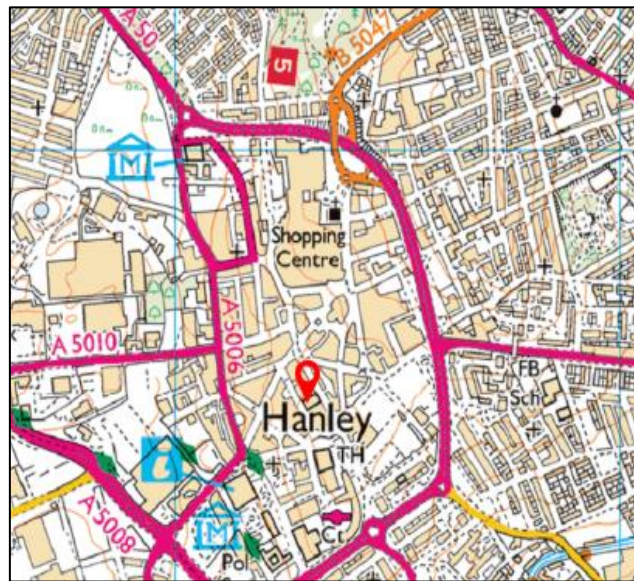 A 50
B 5047
5
M
Shopping
Centre
A 5006
A 5010
FB
Sch
Hanley
TH
i
A 5008
M
Ct
Pol